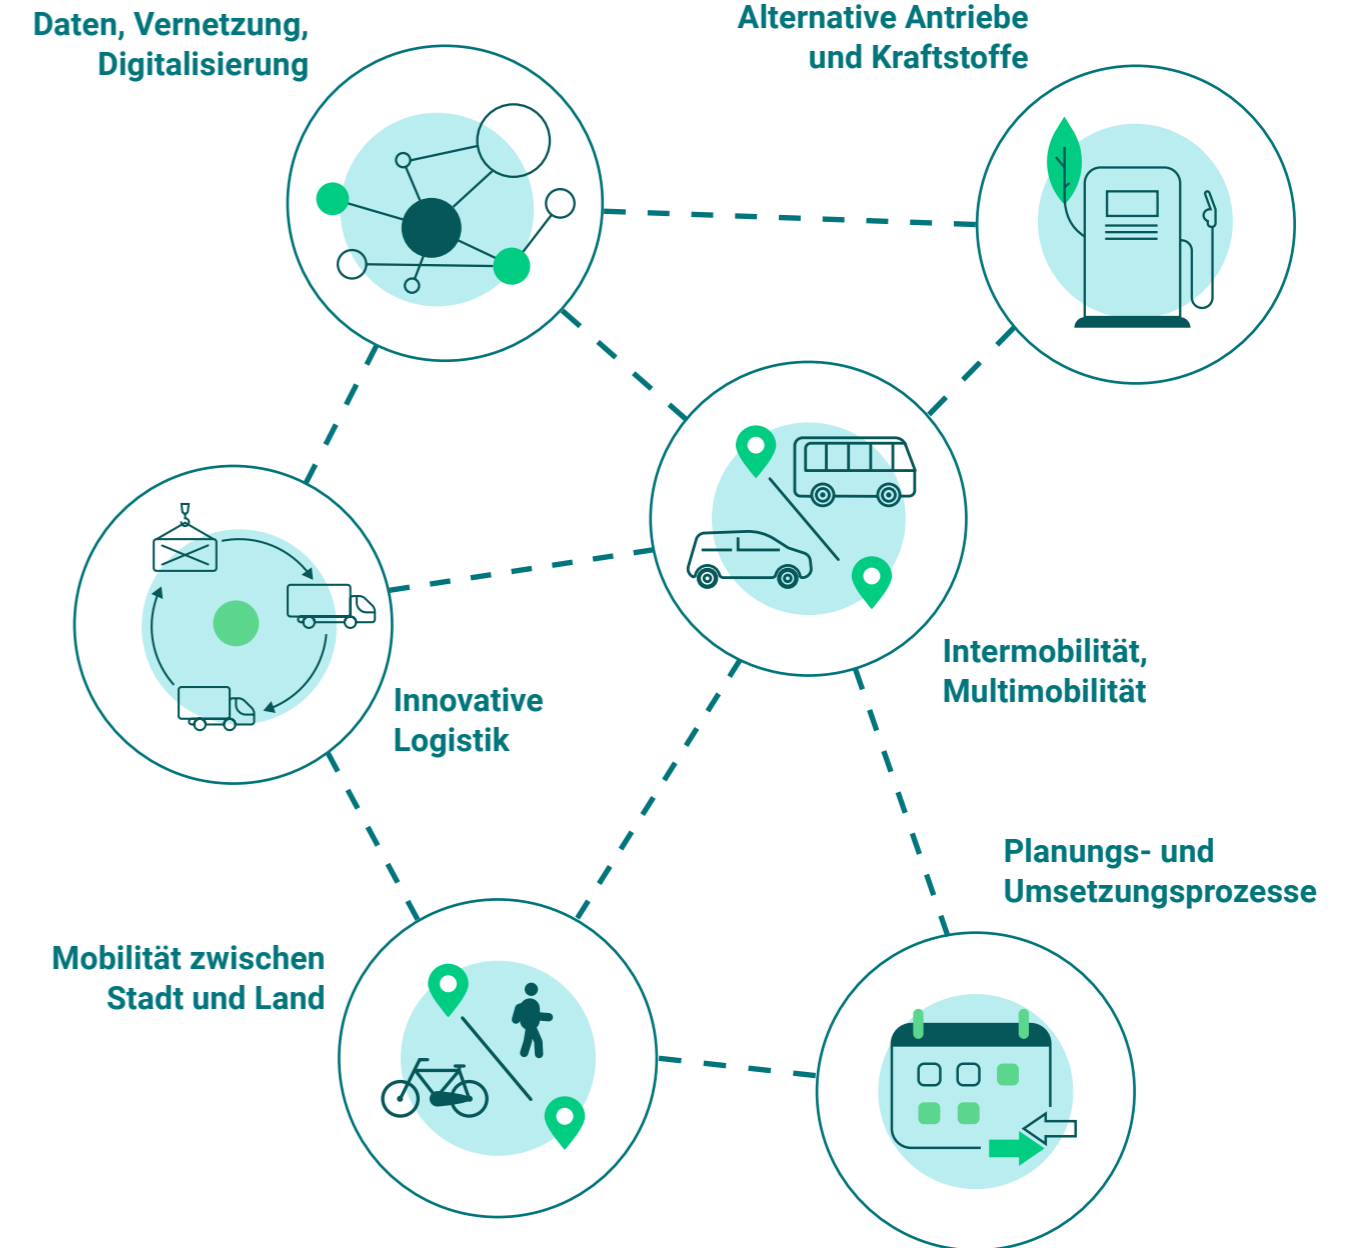 Daten, Vernetzung,
Digitalisierung
Alternative Antriebe
und Kraftstoffe
Intermobilität,
Multimobilität
Innovative
Logistik
Planungs- und
Umsetzungsprozesse
Mobilität zwischen
Stadt und Land